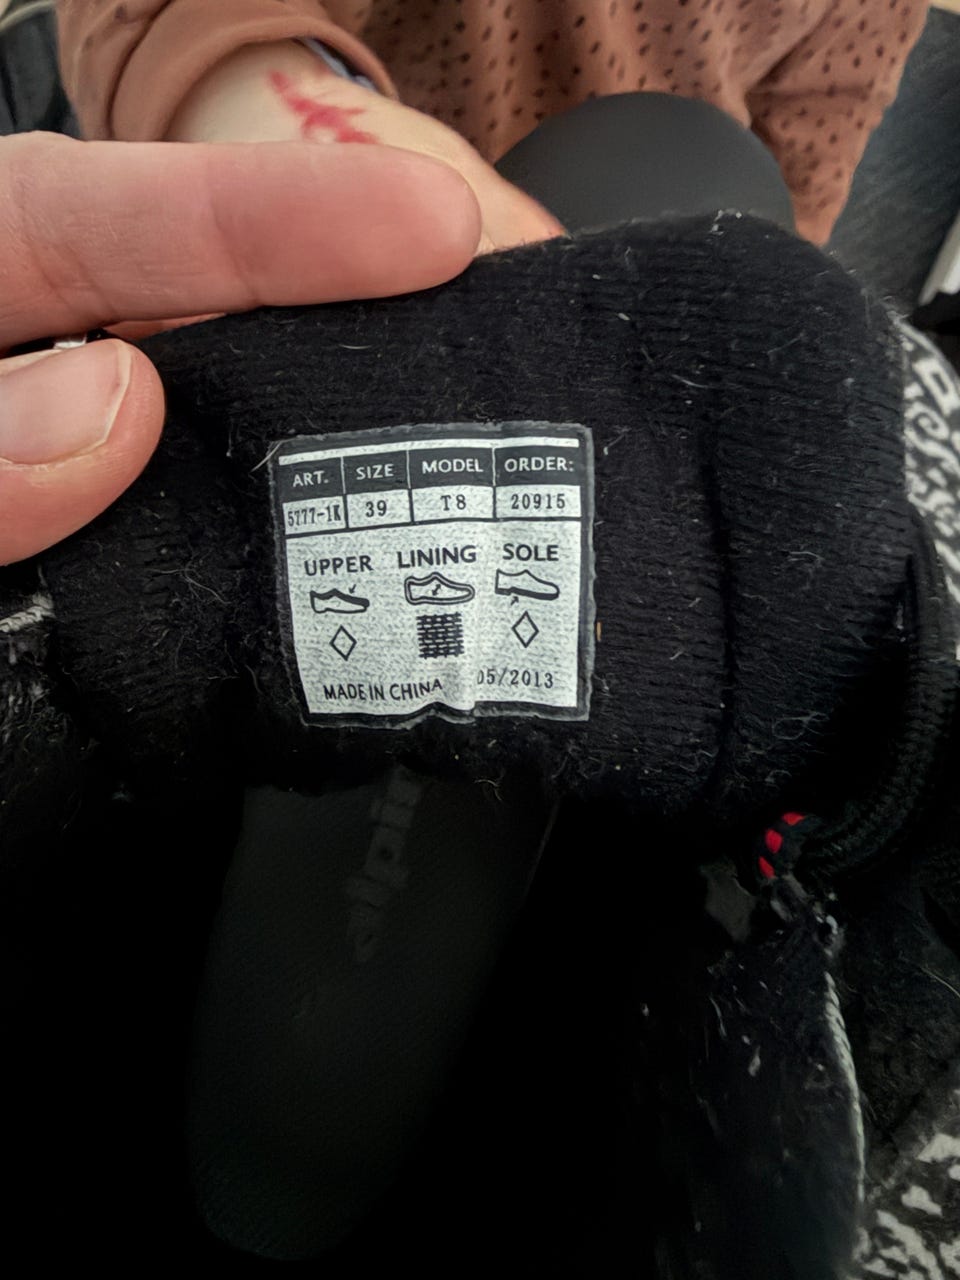 ART. SIZE MODEL ORDER:
5777-1K 39 T8 20915
UPPER LINING SOLE
MADE IN CHINA 05/2013